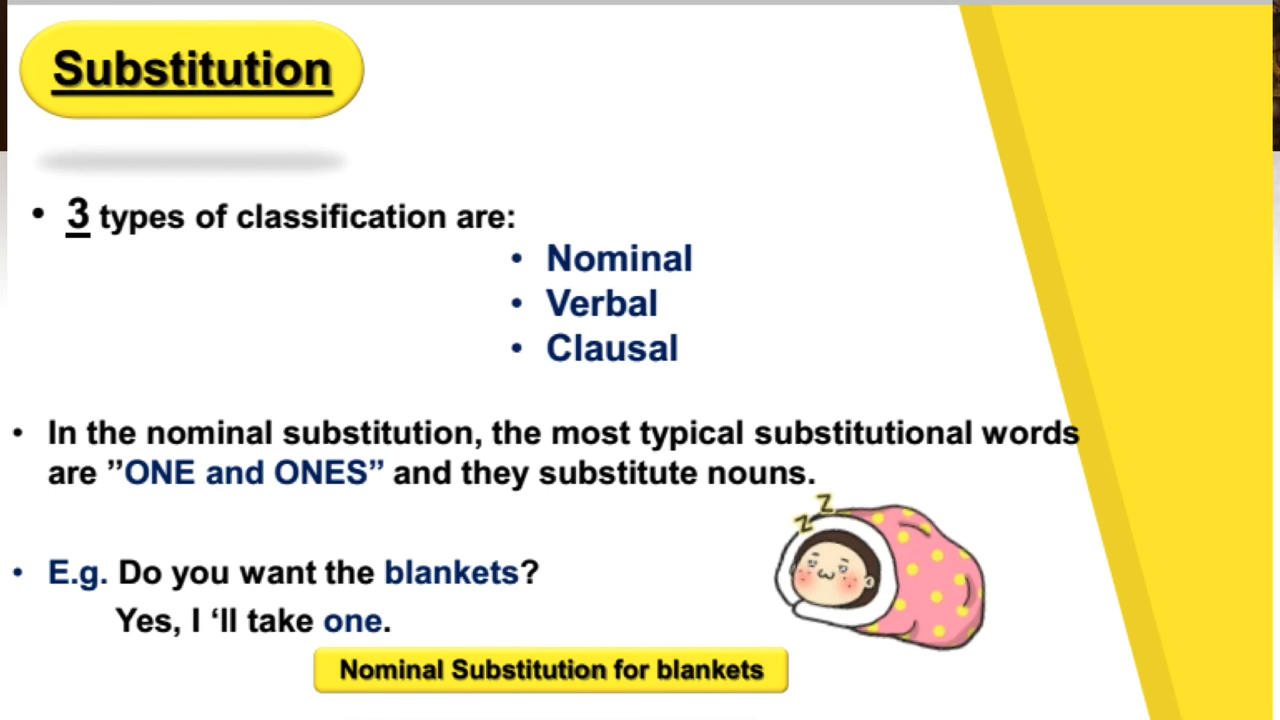 Substitution
• 3 types of classification are:
• Nominal
• Verbal
• Clausal
• In the nominal substitution, the most typical substitutional words
are ”ONE and ONES” and they substitute nouns.
z z
• E.g. Do you want the blankets?
Yes, I ‘ll take one.
Nominal Substitution for blankets